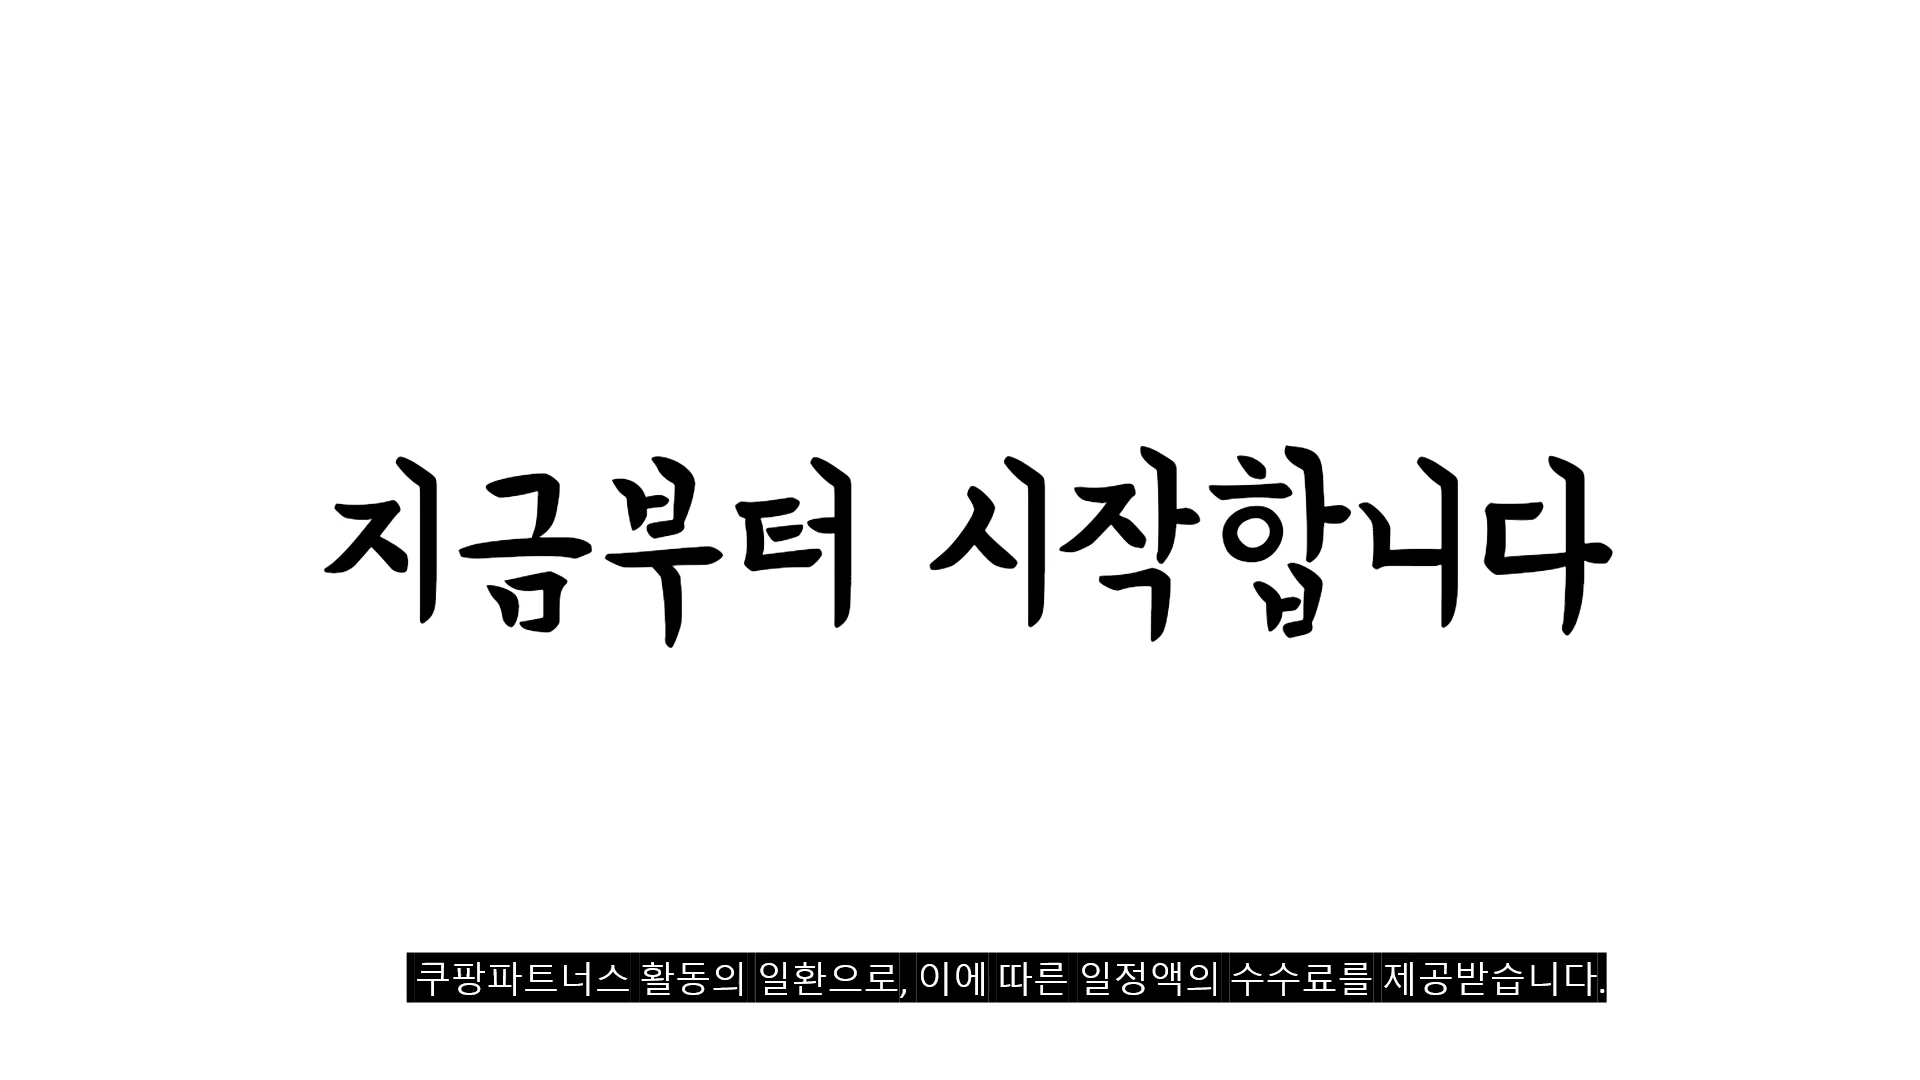 지금부터 시작합니다
쿠팡파트너스 활동의 일환으로, 이에 따른 일정액의 수수료를 제공받습니다.